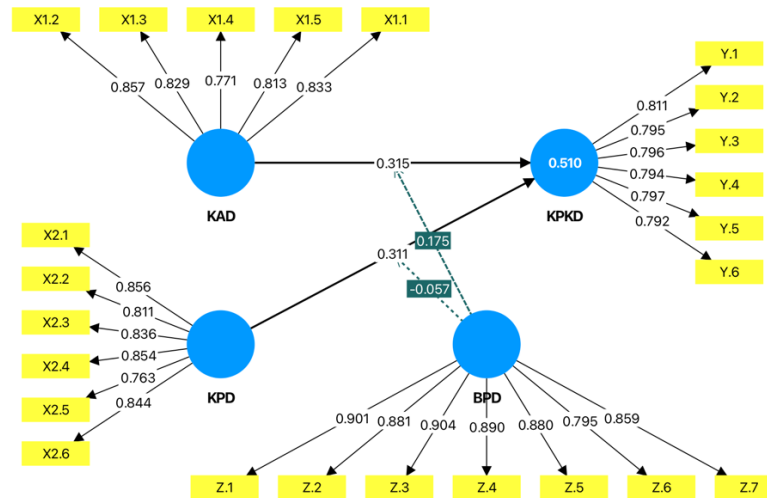 X1.2 X1.3 X1.4 X1.5 X1.1
0.857 0.829 0.771 0.813 0.833
KAD
0.315
0.510
KPKD
Y.1
Y.2
Y.3
Y.4
Y.5
Y.6
0.811
0.795
0.796
0.794
0.797
0.792
X2.1
X2.2
X2.3
X2.4
X2.5
X2.6
0.856
0.811
0.836
0.854
0.763
0.844
KPD
0.311
0.175
-0.057
BPD
0.901 0.881 0.904 0.890 0.880 0.795 0.859
Z.1 Z.2 Z.3 Z.4 Z.5 Z.6 Z.7